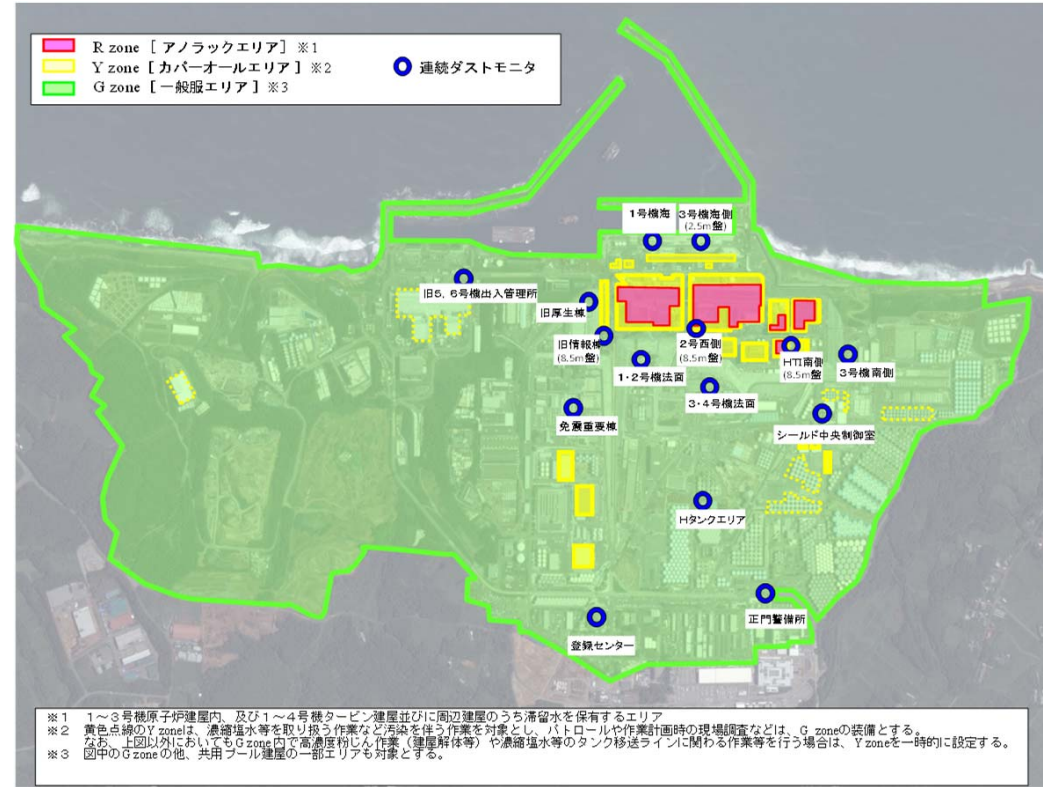 R zone [ アノラックエリア] ※1
Y zone [ カバーオールエリア ] ※2
G zone [ 一般服エリア ] ※3
連続ダストモニタ
1号機海
3号機海側
(2.5m盤)
旧5, 6号機出入管理所
旧厚生棟
旧情報棟
(8.5m盤)
2号西側
(8.5m盤)
HTI南側
(8.5m盤)
3号機南側
1・2号機法面
3・4号機法面
免震重要棟
シールド中央制御室
Hタンクエリア
正門警備所
登録センター
※1 1～3号機原子炉建屋内、及び1～4号機タービン建屋並びに周辺建屋のうち滞留水を保有するエリア
※2 黄色点線のY zoneは、濃縮塩水等を取り扱う作業など汚染を伴う作業を対象とし、パトロールや作業計画時の現場調査などは、G zoneの装備とする。
なお、上図以外においてもG zone内で高濃度粉じん作業（建屋解体等）や濃縮塩水等のタンク移送ラインに関わる作業等を行う場合は、Y zoneを一時的に設定する。
※3 図中のG zoneの他、共用プール建屋の一部エリアも対象とする。